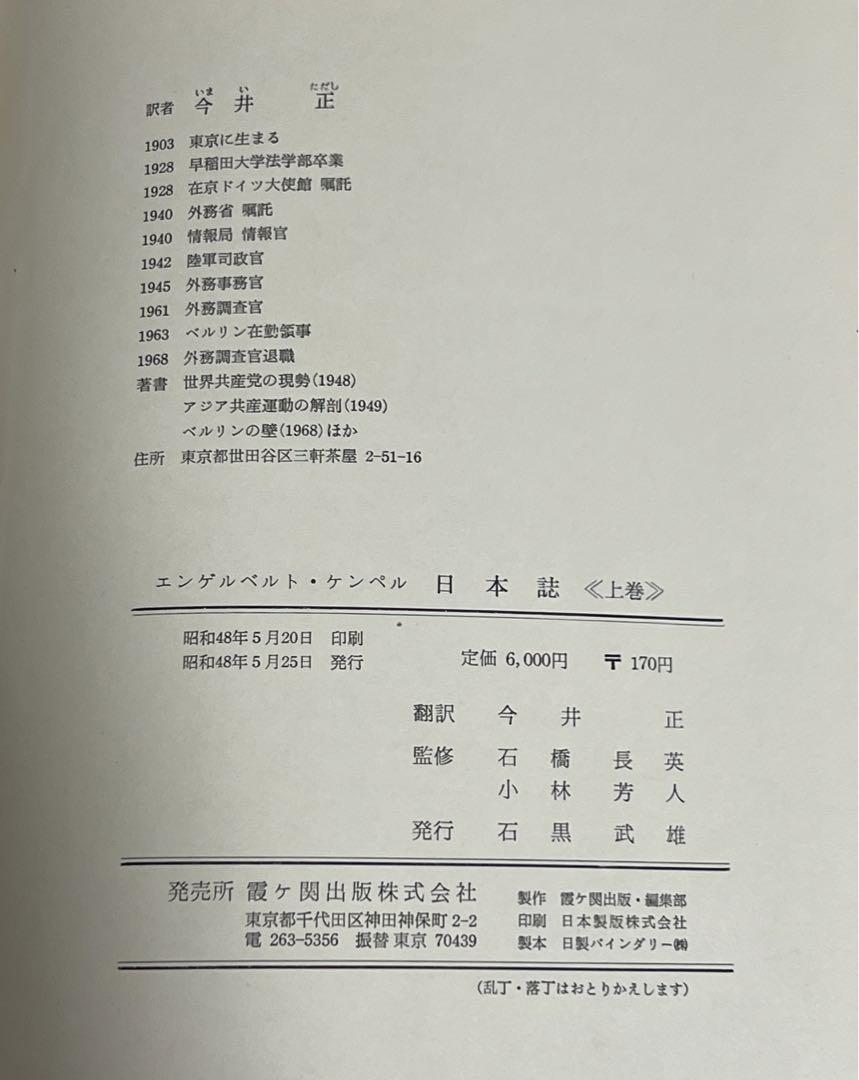 いま い ただし
訳者 今井 正
1903 東京に生まる
1928 早稲田大学法学部卒業
1928 在京ドイツ大使館 嘱託
1940 外務省 嘱託
1940 情報局 情報官
1942 陸軍司政官
1945 外務事務官
1961 外務調査官
1963 ベルリン在勤領事
1968 外務調査官退職
著書 世界共産党の現勢(1948)
アジア共産運動の解剖(1949)
ベルリンの壁(1968)ほか
住所 東京都世田谷区三軒茶屋 2-51-16
エンゲルベルト・ケンペル 日本誌 《上巻》
昭和48年5月20日 印刷
昭和48年5月25日 発行
定価 6,000円 〒 170円
翻訳 今井 正
監修 石橋長英
小林芳人
発行 石黒武雄
発売所 霞ヶ関出版株式会社
東京都千代田区神田神保町 2-2
電 263-5356 振替 東京 70439
製作 霞ケ関出版・編集部
印刷 日本製版株式会社
製本 日製バインダリー㈱
(乱丁・落丁はおとりかえします)